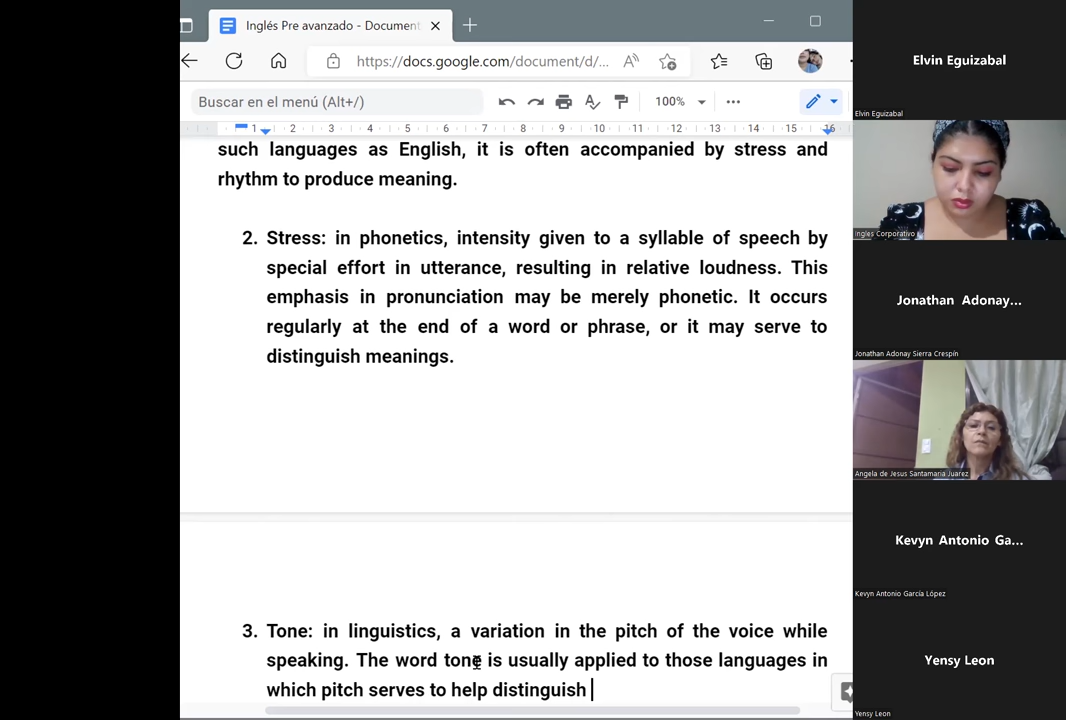 Inglés Pre avanzado - Document
https://docs.google.com/document/d/...
Buscar en el menú (Alt+/)
100%
1 2 3 4 5 6 7 8 9 10 11 12 13 14 15 16
such languages as English, it is often accompanied by stress and
rhythm to produce meaning.
2. Stress: in phonetics, intensity given to a syllable of speech by
special effort in utterance, resulting in relative loudness. This
emphasis in pronunciation may be merely phonetic. It occurs
regularly at the end of a word or phrase, or it may serve to
distinguish meanings.
3. Tone: in linguistics, a variation in the pitch of the voice while
speaking. The word tone is usually applied to those languages in
which pitch serves to help distinguish
Elvin Eguizabal
Elvin Eguizabal
Ingles Corporativo
Jonathan Adonay...
Jonathan Adonay Sierra Crespín
Angela de Jesus Santamaria Juarez
Kevyn Antonio Ga...
Kevyn Antonio García López
Yensy Leon
Yensy Leon